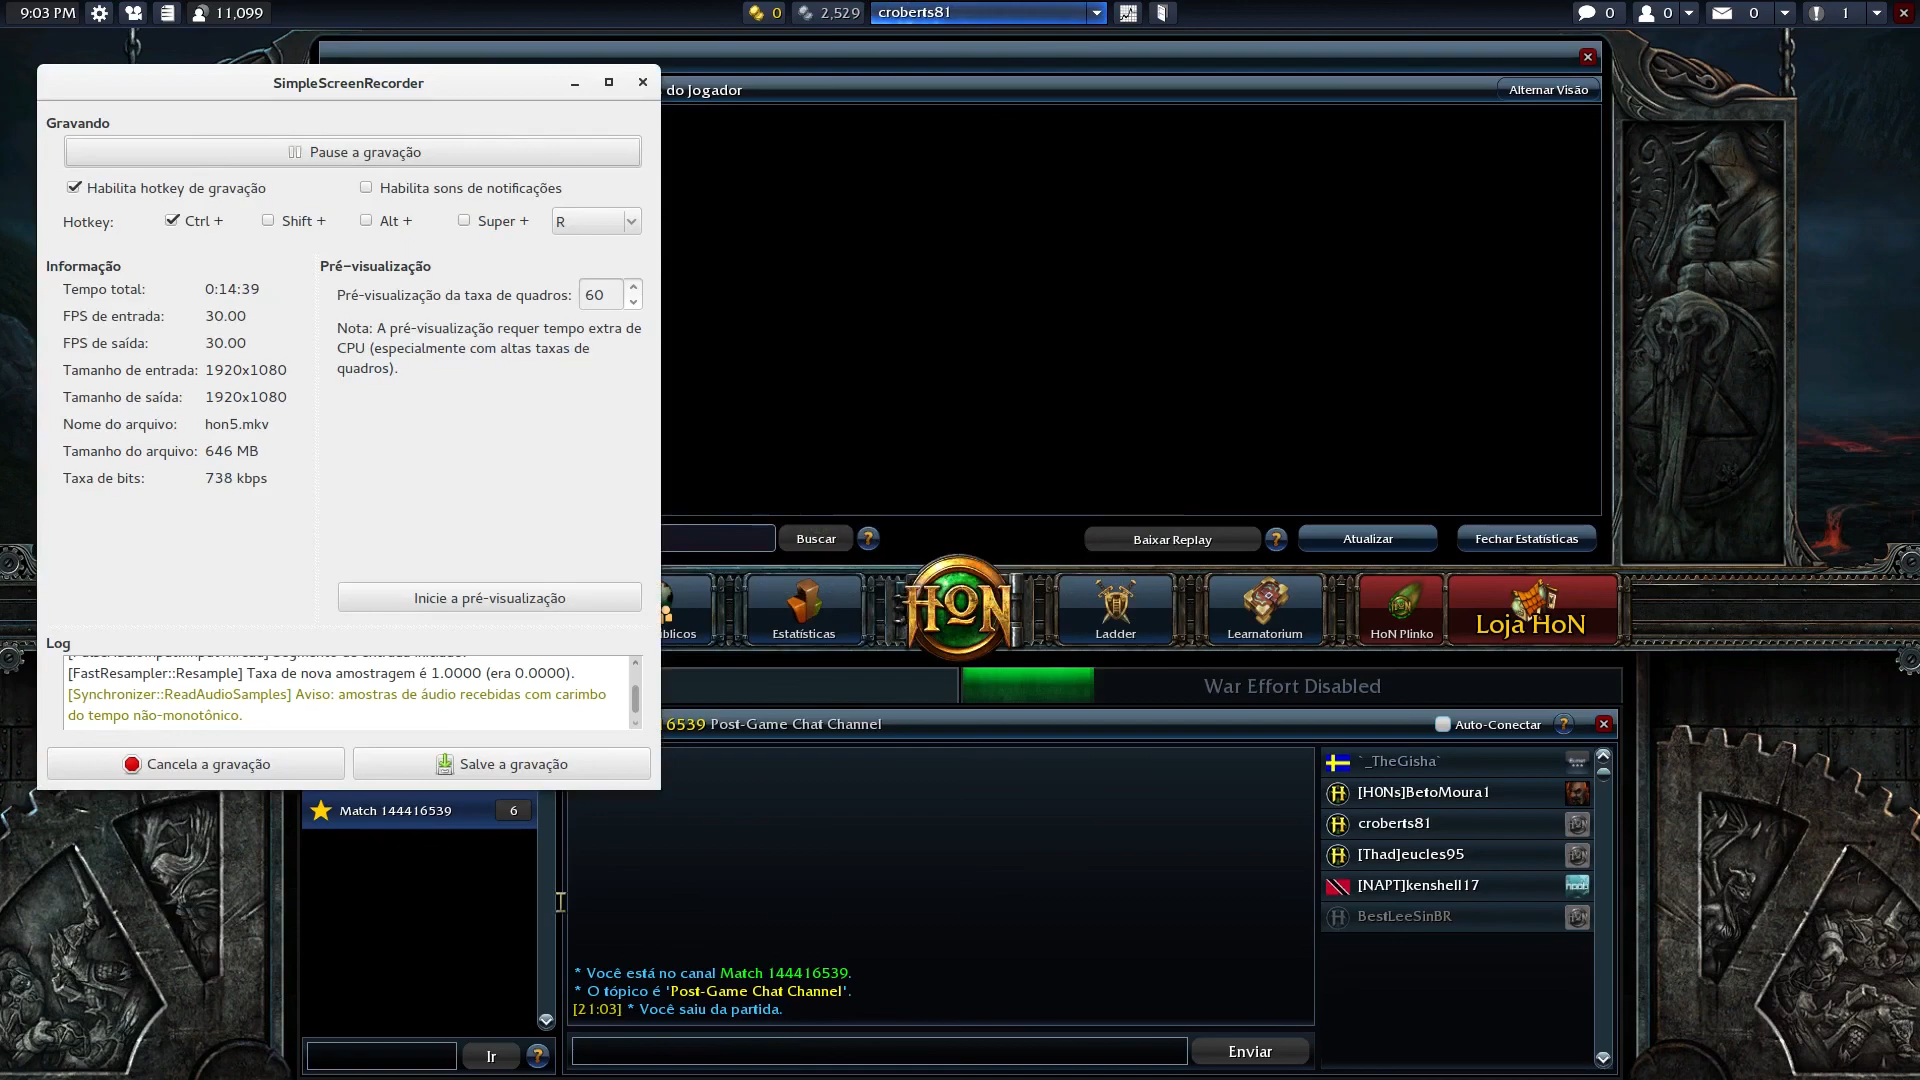 9:03 PM
11,099
0
2,529
croberts81
0
0
0
1
SimpleScreenRecorder
do Jogador
Alternar Visão
Gravando
Pause a gravação
Habilita hotkey de gravação
Habilita sons de notificações
Hotkey:
Ctrl +
Shift +
Alt +
Super +
R
Informação
Tempo total: 0:14:39
FPS de entrada: 30.00
FPS de saída: 30.00
Tamanho de entrada: 1920x1080
Tamanho de saída: 1920x1080
Nome do arquivo: hon5.mkv
Tamanho do arquivo: 646 MB
Taxa de bits: 738 kbps
Pré-visualização
Pré-visualização da taxa de quadros: 60
Nota: A pré-visualização requer tempo extra de
CPU (especialmente com altas taxas de
quadros).
Inicie a pré-visualização
Log
[FastResampler::Resample] Taxa de nova amostragem é 1.0000 (era 0.0000).
[Synchronizer::ReadAudioSamples] Aviso: amostras de áudio recebidas com carimbo
do tempo não-monotônico.
Cancela a gravação
Salve a gravação
Buscar
?
Baixar Replay
?
Atualizar
Fechar Estatísticas
blicos
Estatísticas
HON
Ladder
Learnatorium
HoN Plinko
Loja HoN
War Effort Disabled
6539 Post-Game Chat Channel
Auto-Conectar
?
Match 144416539
6
`_TheGisha`
[H0Ns]BetoMoura1
croberts81
[Thad]eucles95
[NAPT]kenshell17
BestLeeSinBR
* Você está no canal Match 144416539.
* O tópico é 'Post-Game Chat Channel'.
[21:03] * Você saiu da partida.
Ir
?
Enviar